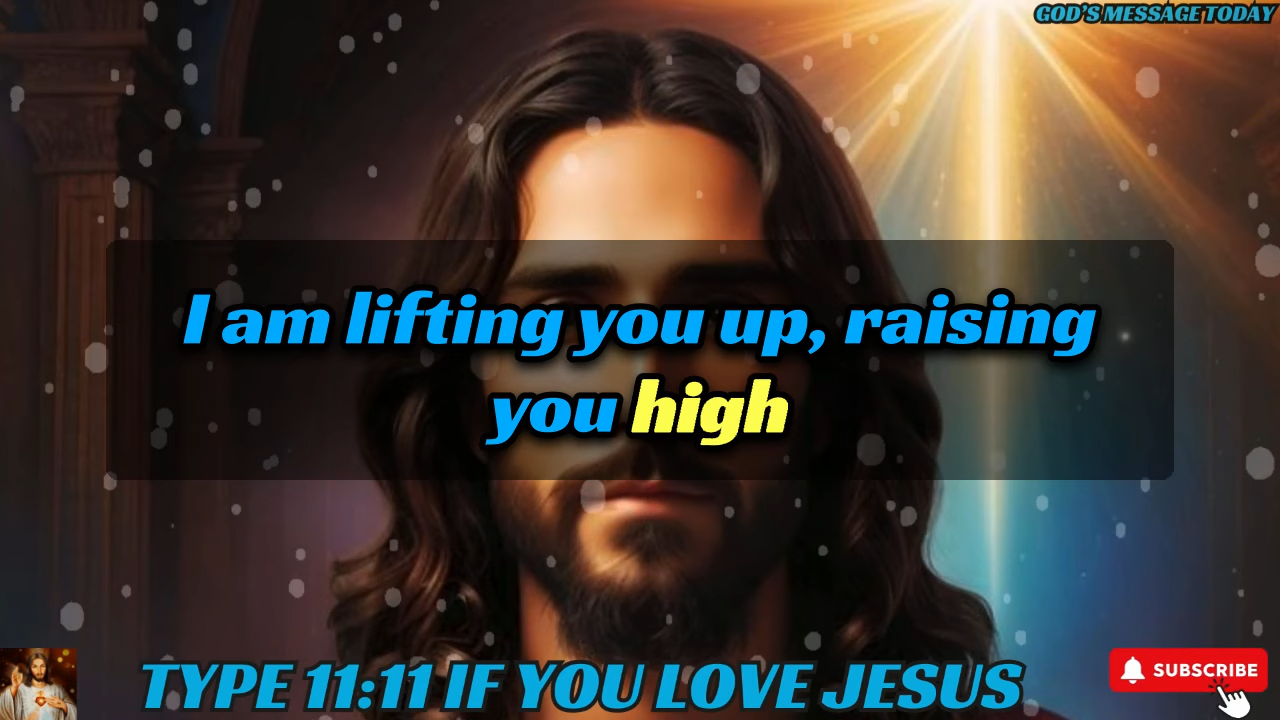 GOD'S MESSAGE TODAY
I am lifting you up, raising
you high
TYPE 11:11 IF YOU LOVE JESUS
SUBSCRIBE